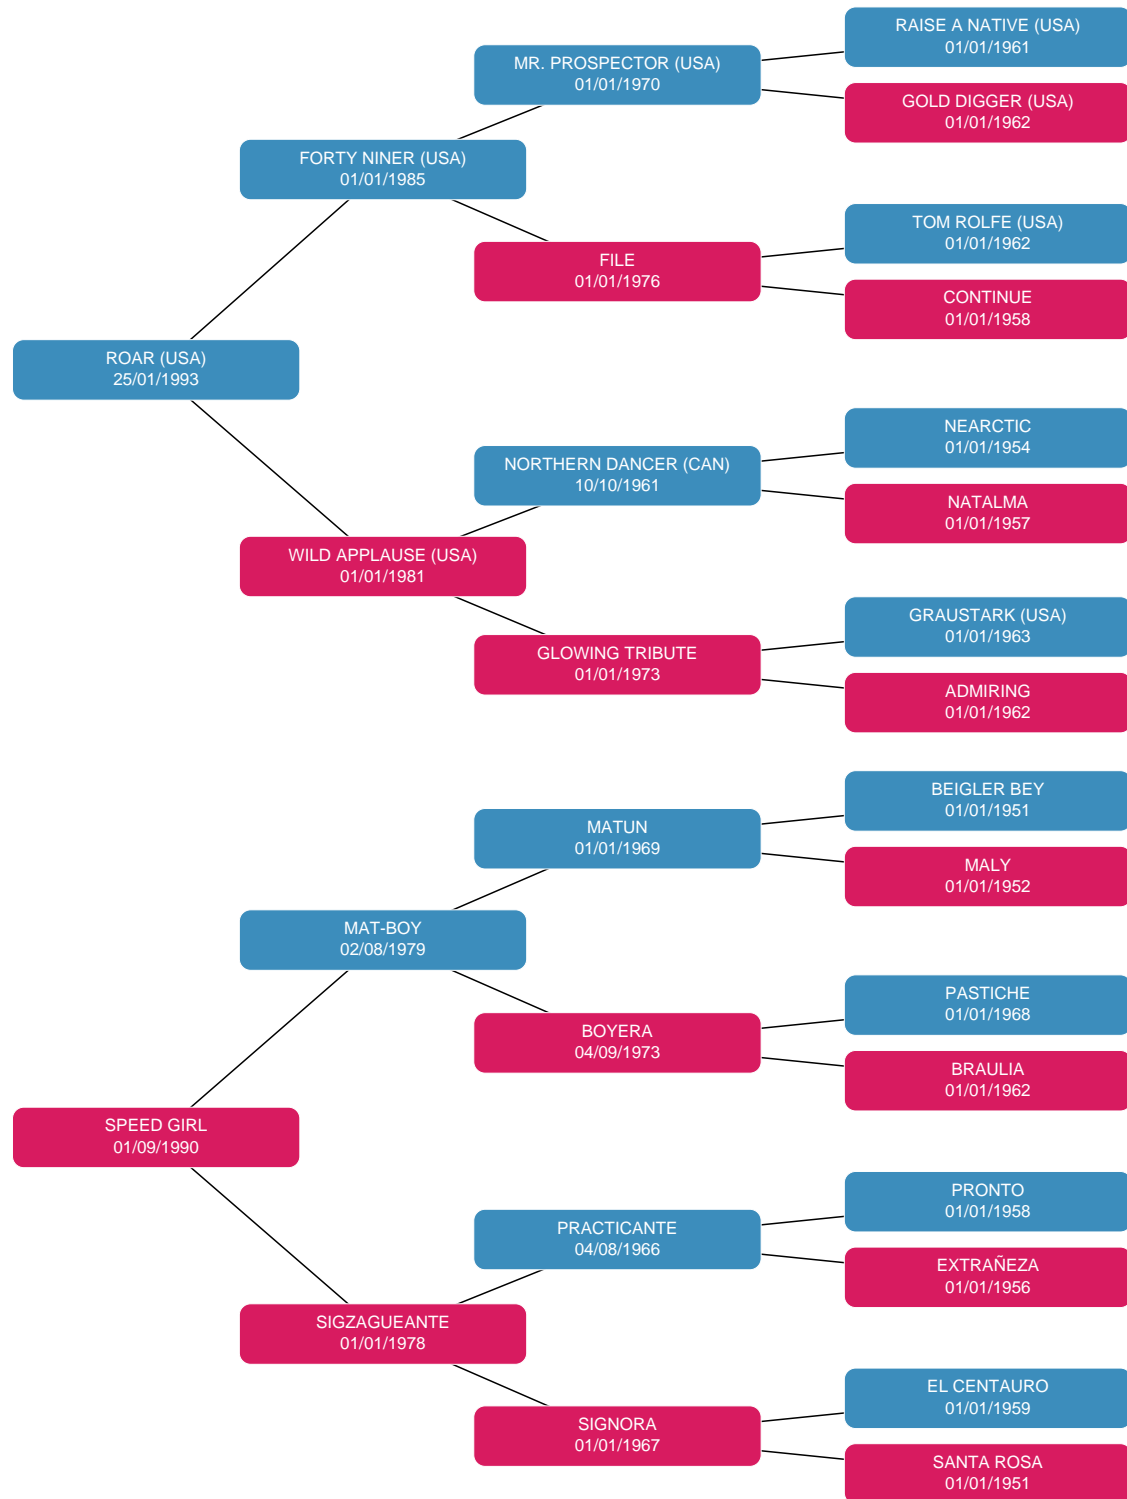 RAISE A NATIVE (USA)
01/01/1961
MR. PROSPECTOR (USA)
01/01/1970
GOLD DIGGER (USA)
01/01/1962
FORTY NINER (USA)
01/01/1985
TOM ROLFE (USA)
01/01/1962
FILE
01/01/1976
CONTINUE
01/01/1958
ROAR (USA)
25/01/1993
NEARCTIC
01/01/1954
NORTHERN DANCER (CAN)
10/10/1961
NATALMA
01/01/1957
WILD APPLAUSE (USA)
01/01/1981
GRAUSTARK (USA)
01/01/1963
GLOWING TRIBUTE
01/01/1973
ADMIRING
01/01/1962
BEIGLER BEY
01/01/1951
MATUN
01/01/1969
MALY
01/01/1952
MAT-BOY
02/08/1979
PASTICHE
01/01/1968
BOYERA
04/09/1973
BRAULIA
01/01/1962
SPEED GIRL
01/09/1990
PRONTO
01/01/1958
PRACTICANTE
04/08/1966
EXTRAÑEZA
01/01/1956
SIGZAGUEANTE
01/01/1978
EL CENTAURO
01/01/1959
SIGNORA
01/01/1967
SANTA ROSA
01/01/1951